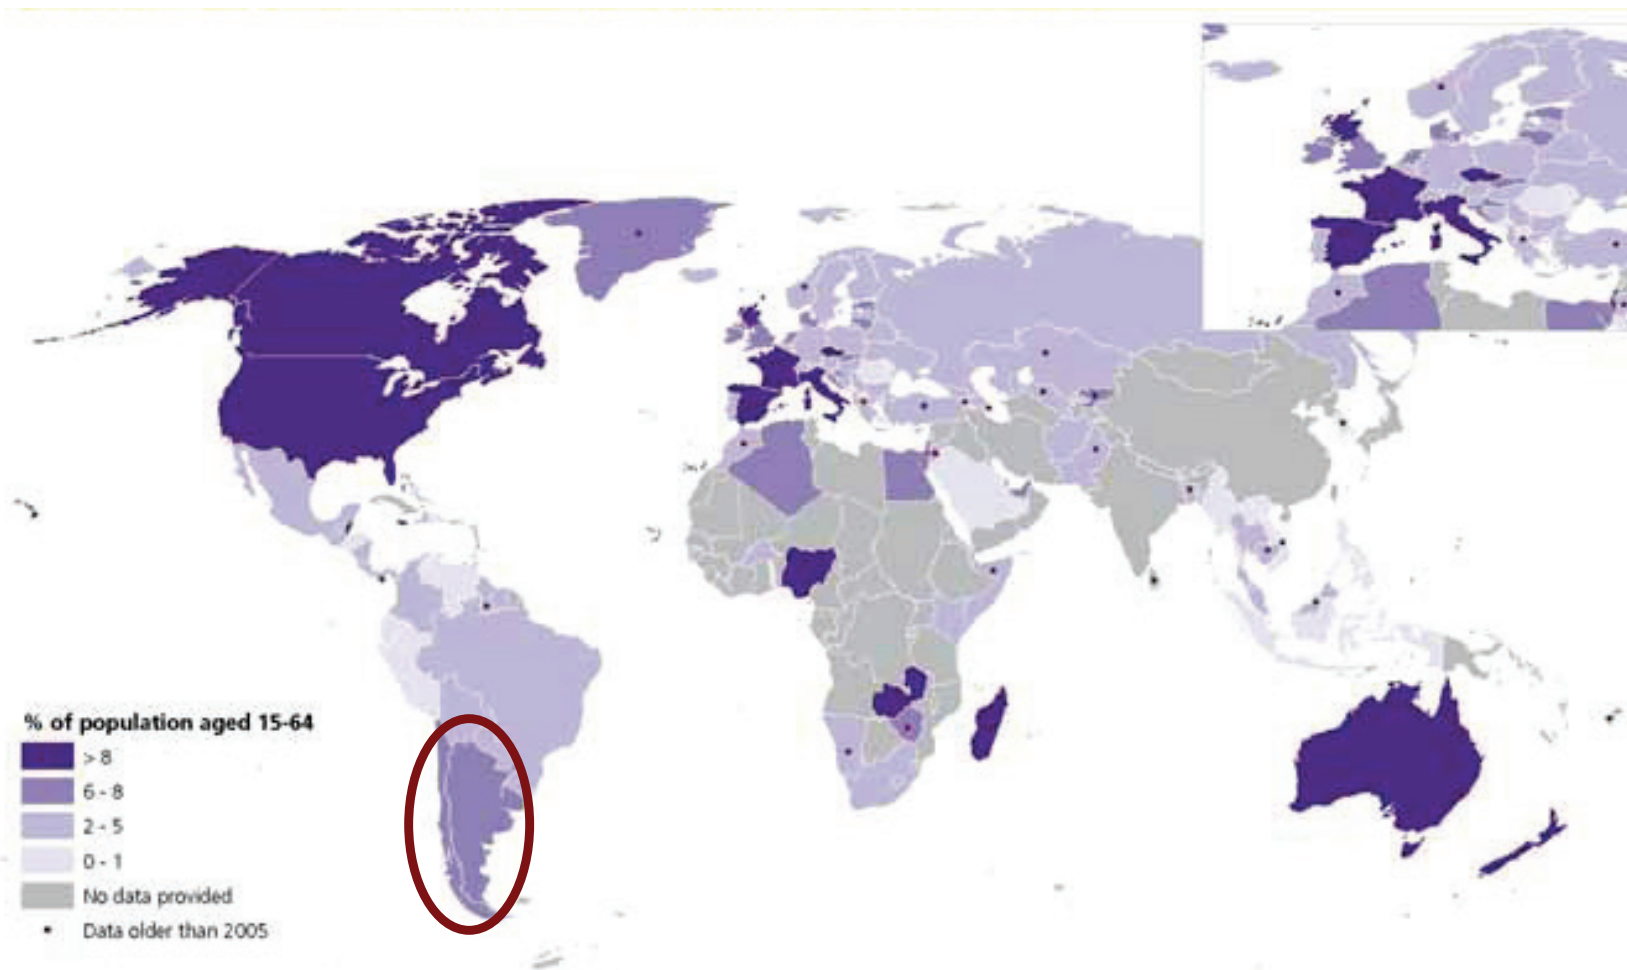 % of population aged 15-64
> 8
6 - 8
2 - 5
0 - 1
No data provided
Data older than 2005